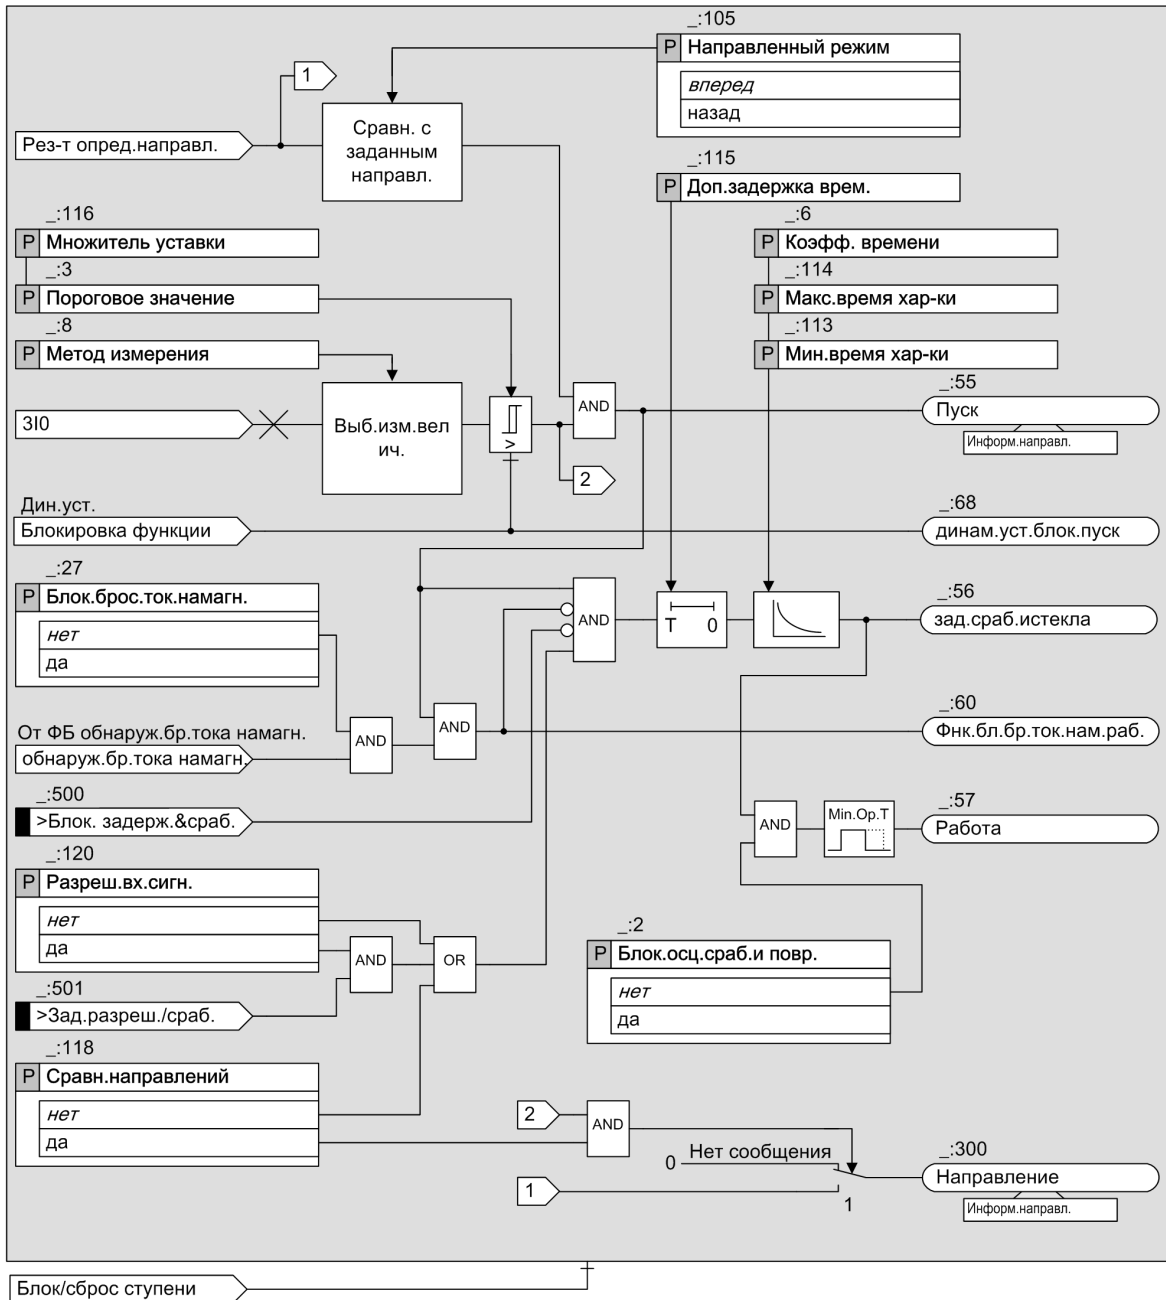 _:105
P Направленный режим
вперед
назад
1
Рез-т опред.направл.
Сравн. с
заданным
направл.
_:115
P Доп.задержка врем.
_:116
P Множитель уставки
_:3
P Пороговое значение
_:8
P Метод измерения
_:6
P Коэфф. времени
_:114
P Макс.время хар-ки
_:113
P Мин.время хар-ки
3I0
Выб.изм.вел
ич.
>
AND
2
_:55
Пуск
Информ.направл.
Дин.уст.
Блокировка функции
_:68
динам.уст.блок.пуск
_:27
P Блок.брос.ток.намагн.
нет
да
AND
T 0
_:56
зад.сраб.истекла
От ФБ обнаруж.бр.тока намагн.
обнаруж.бр.тока намагн.
AND
AND
_:60
Фнк.бл.бр.ток.нам.раб.
_:500
>Блок. задерж.&сраб.
AND
Min.Op.T
_:57
Работа
_:120
P Разреш.вх.сигн.
нет
да
AND
OR
_:501
>Зад.разреш./сраб.
_:2
P Блок.осц.сраб.и повр.
нет
да
_:118
P Сравн.направлений
нет
да
2
AND
0
Нет сообщения
1
1
_:300
Направление
Информ.направл.
Блок/сброс ступени